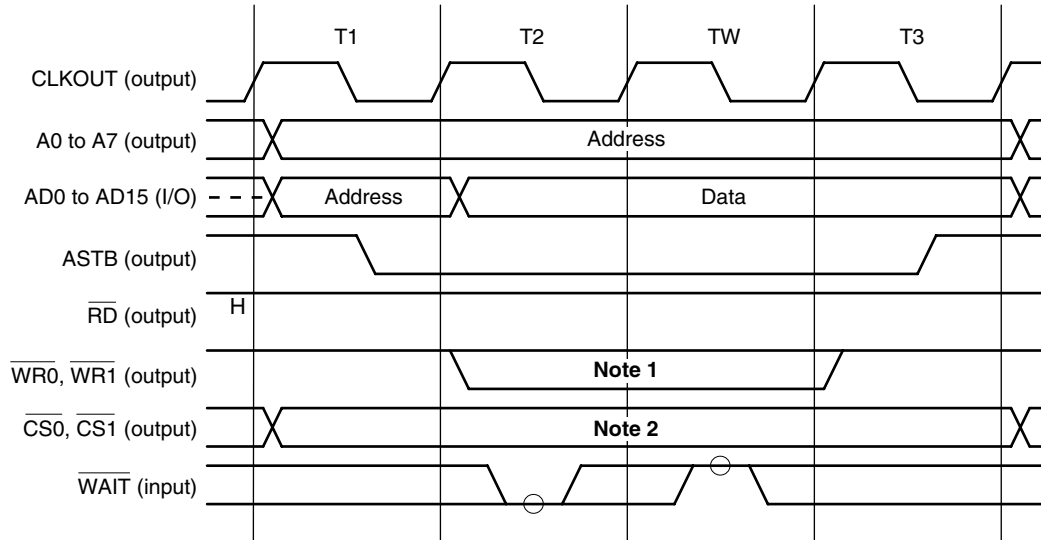 T1 T2 TW T3
CLKOUT (output)
A0 to A7 (output) Address
AD0 to AD15 (I/O) Address Data
ASTB (output)
H
RD (output)
WR0, WR1 (output) Note 1
CS0, CS1 (output) Note 2
WAIT (input)